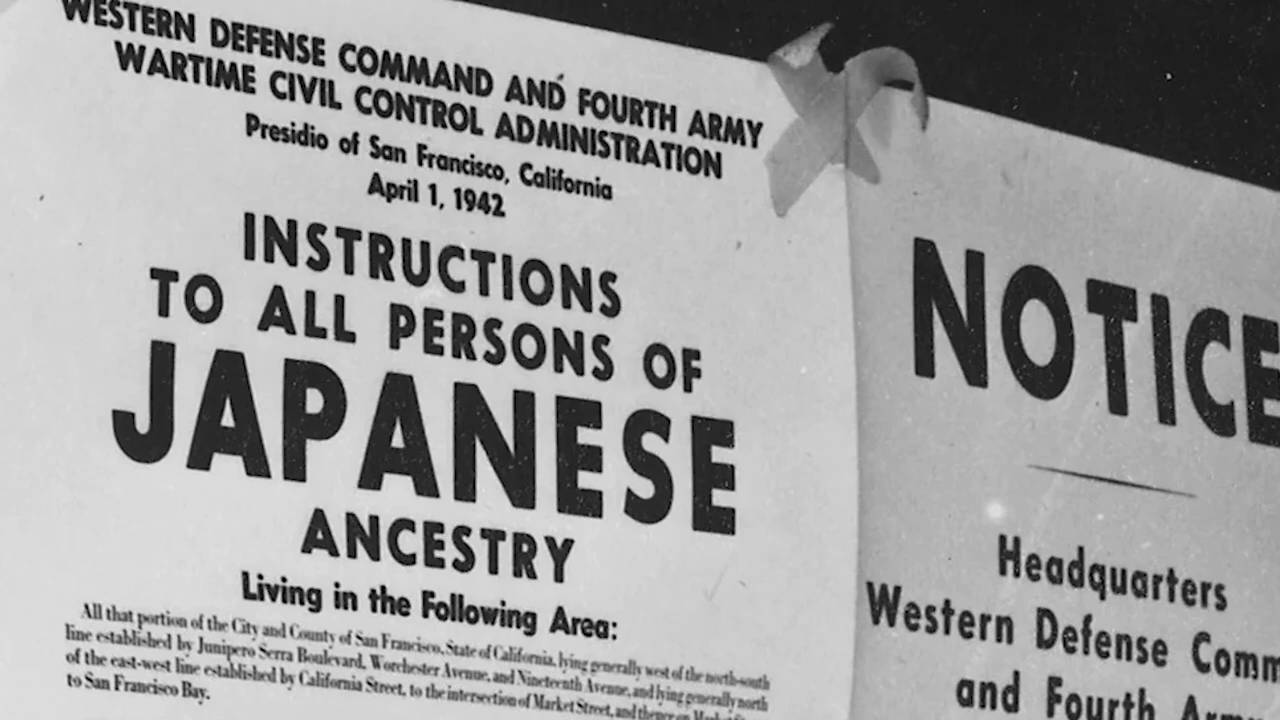 WESTERN DEFENSE COMMAND AND FOURTH ARMY
WARTIME CIVIL CONTROL ADMINISTRATION
Presidio of San Francisco, California
April 1, 1942
INSTRUCTIONS
TO ALL PERSONS OF
JAPANESE
ANCESTRY
Living in the Following Area:
All that portion of the City and County of San Francisco, State of California, lying generally west of the north-south
line established by Junipero Serra Boulevard, Worchester Avenue, and Nineteenth Avenue, and lying generally north
of the east-west line established by California Street, to the intersection of Market Street, and thence on Market
to San Francisco Bay.
NOTICE
Headquarters
Western Defense Comm
and Fourth Army